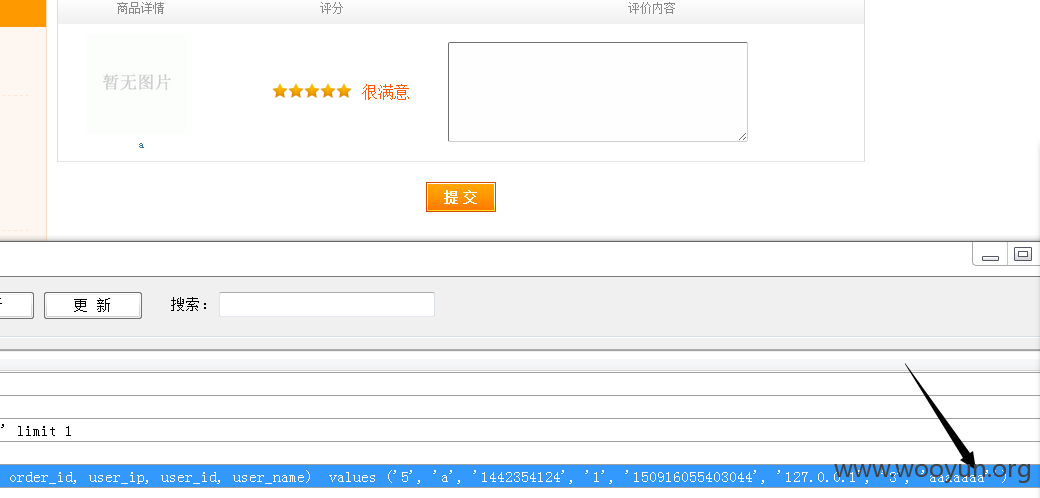 商品详情 评分 评价内容
暂无图片
很满意
a
提 交
更 新 搜索：
' limit 1
order_id, user_ip, user_id, user_name) values ('5', 'a', '1442354124', '1', '150916055403044', '127.0.0.1', '3', 'aa2aaaa' )
www.wooyun.org